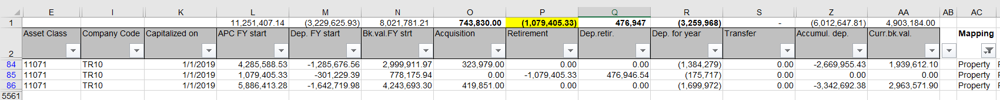 E I K L M N O P Q R S Z AA AB AC
1 11,251,407.14 (3,229,625.93) 8,021,781.21 743,830.00 (1,079,405.33) 476,947 (3,259,968) - (6,012,647.81) 4,903,184.00
2 Asset Class Company Code Capitalized on APC FY start Dep. FY start Bk.val.FY strt Acquisition Retirement Dep.retir. Dep. for year Transfer Accumul. dep. Curr.bk.val. Mapping
84 11071 TR10 1/1/2019 4,285,588.53 -1,285,676.56 2,999,911.97 323,979.00 0.00 0.00 (1,384,279) 0.00 -2,669,955.43 1,939,612.10 Property
85 11071 TR10 1/1/2019 1,079,405.33 -301,229.39 778,175.94 0.00 -1,079,405.33 476,946.54 (175,717) 0.00 0.00 0.00 Property
86 11071 TR10 1/1/2019 5,886,413.28 -1,642,719.98 4,243,693.30 419,851.00 0.00 0.00 (1,699,972) 0.00 -3,342,692.38 2,963,571.90 Property
5561